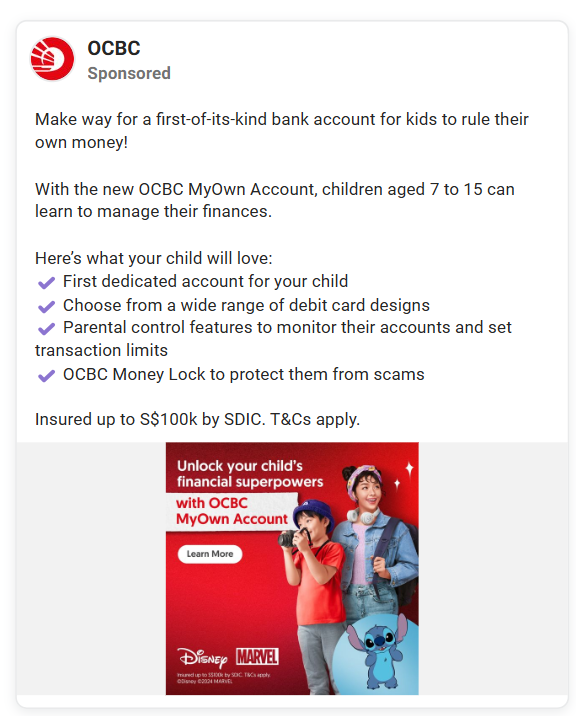 OCBC
Sponsored
Make way for a first-of-its-kind bank account for kids to rule their
own money!
With the new OCBC MyOwn Account, children aged 7 to 15 can
learn to manage their finances.
Here’s what your child will love:
✔ First dedicated account for your child
✔ Choose from a wide range of debit card designs
✔ Parental control features to monitor their accounts and set
transaction limits
✔ OCBC Money Lock to protect them from scams
Insured up to S$100k by SDIC. T&Cs apply.
Unlock your child’s
financial superpowers
with OCBC
MyOwn Account
Learn More
Disney MARVEL
Insured up to S$100k by SDIC. T&Cs apply.
©Disney ©2024 MARVEL